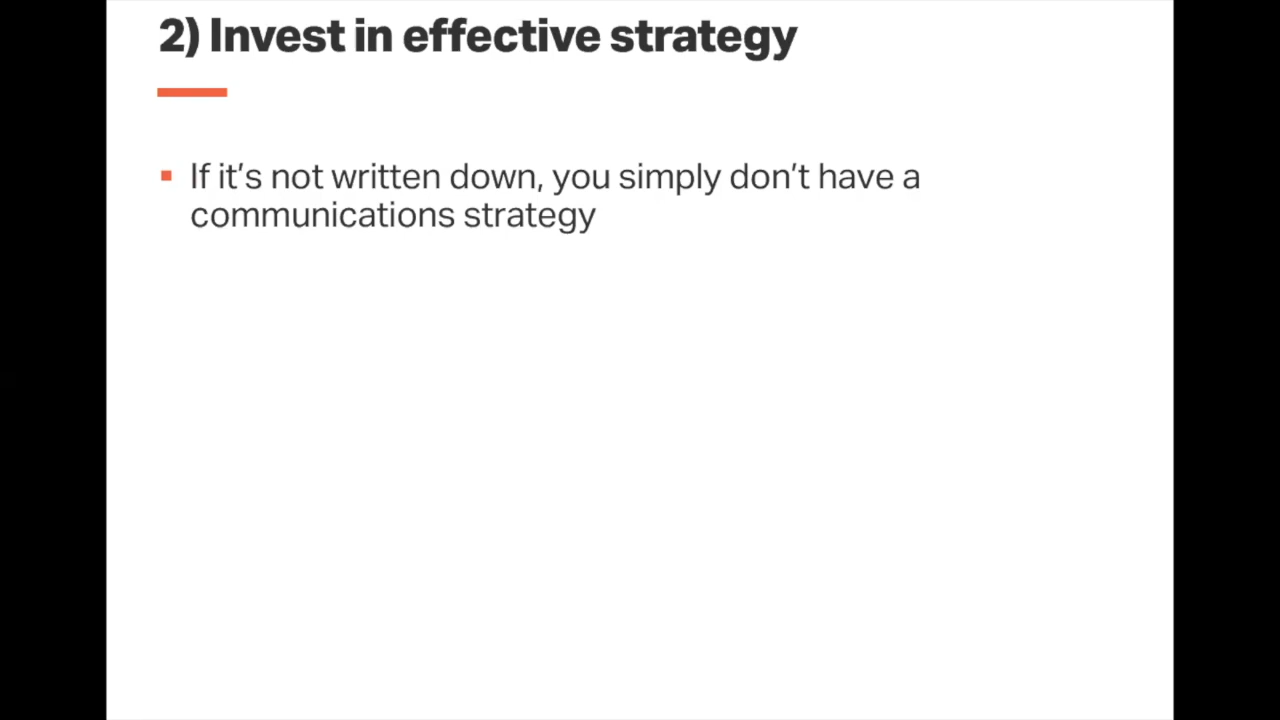 2) Invest in effective strategy
If it’s not written down, you simply don’t have a
communications strategy